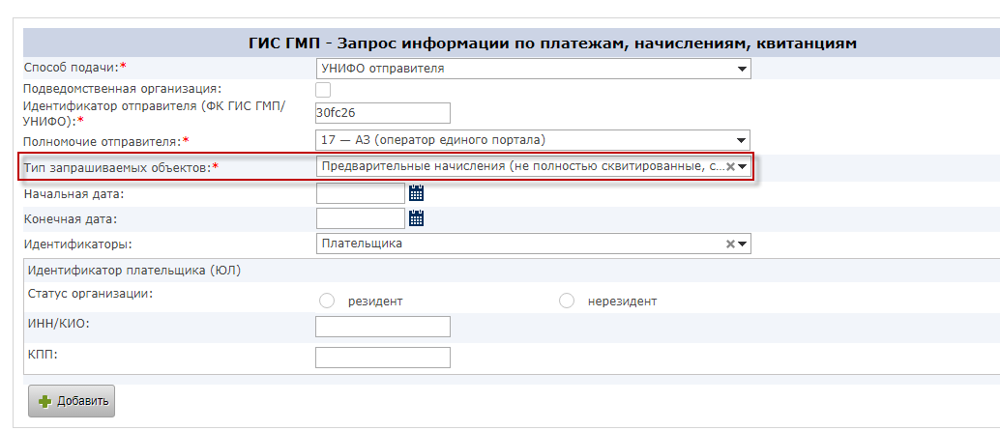 ГИС ГМП - Запрос информации по платежам, начислениям, квитанциям
Способ подачи:* УНИФО отправителя
Подведомственная организация:
Идентификатор отправителя (ФК ГИС ГМП/
УНИФО):* 30fc26
Полномочие отправителя:* 17 — АЗ (оператор единого портала)
Тип запрашиваемых объектов:* Предварительные начисления (не полностью сквитированные, с...
Начальная дата:
Конечная дата:
Идентификаторы: Плательщика
Идентификатор плательщика (ЮЛ)
Статус организации: резидент нерезидент
ИНН/КИО:
КПП:
Добавить